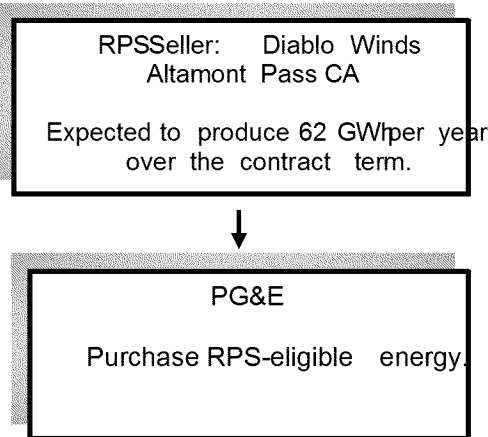 RPSSeller: Diablo Winds
Altamont Pass CA
Expected to produce 62 GWhper year
over the contract term.
PG&E
Purchase RPS-eligible energy.